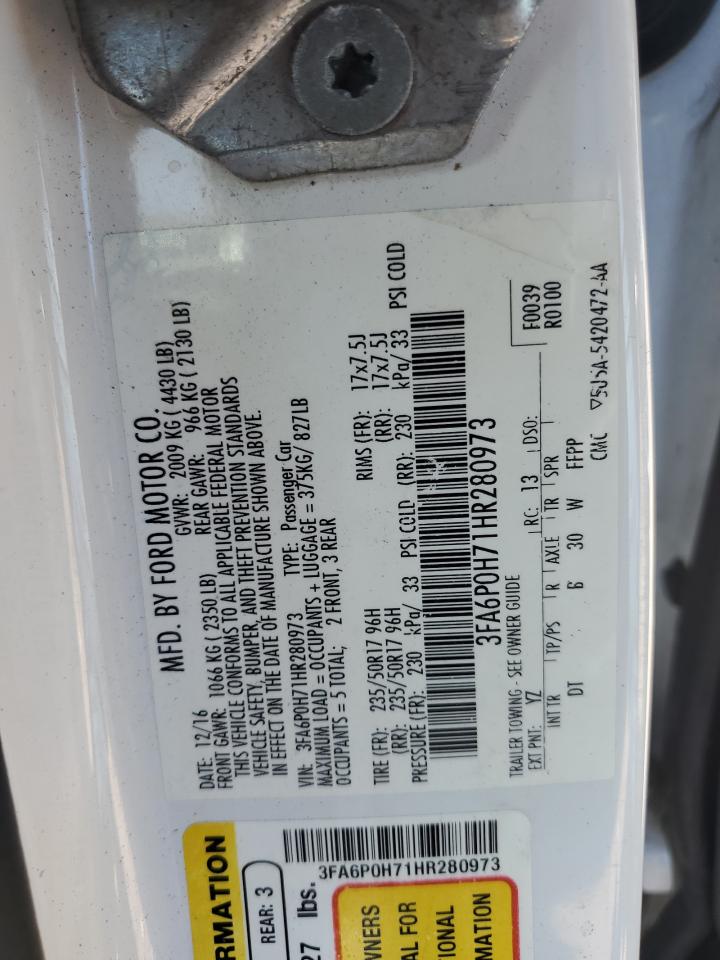 MFD. BY FORD MOTOR CO.
DATE: 12/16 GVWR: 2009 KG ( 4430 LB)
FRONT GAWR: 1066 KG ( 2350 LB) REAR GAWR: 966 KG ( 2130 LB)
THIS VEHICLE CONFORMS TO ALL APPLICABLE FEDERAL MOTOR
VEHICLE SAFETY, BUMPER, AND THEFT PREVENTION STANDARDS
IN EFFECT ON THE DATE OF MANUFACTURE SHOWN ABOVE.
VIN: 3FA6P0H71HR280973 TYPE: Passenger Car
MAXIMUM LOAD = OCCUPANTS + LUGGAGE = 375KG/ 827LB
OCCUPANTS = 5 TOTAL; 2 FRONT, 3 REAR
TIRE (FR): 235/50R17 96H RIMS (FR): 17x7.5J
(RR): 235/50R17 96H (RR): 17x7.5J
PRESSURE (FR): 230 kPa/ 33 PSI COLD (RR): 230 kPa/ 33 PSI COLD
3FA6P0H71HR280973
TRAILER TOWING - SEE OWNER GUIDE
F0039
R0100
EXT PNT: YZ RC: 13 DSO:
INT TR TP/PS R AXLE TR SPR
DT 6 30 W FFPP
CMC 5U5A-5420472-AA
RMATION
REAR: 3
27 lbs.
3FA6P0H71HR280973
WNERS
AL FOR
IONAL
MATION